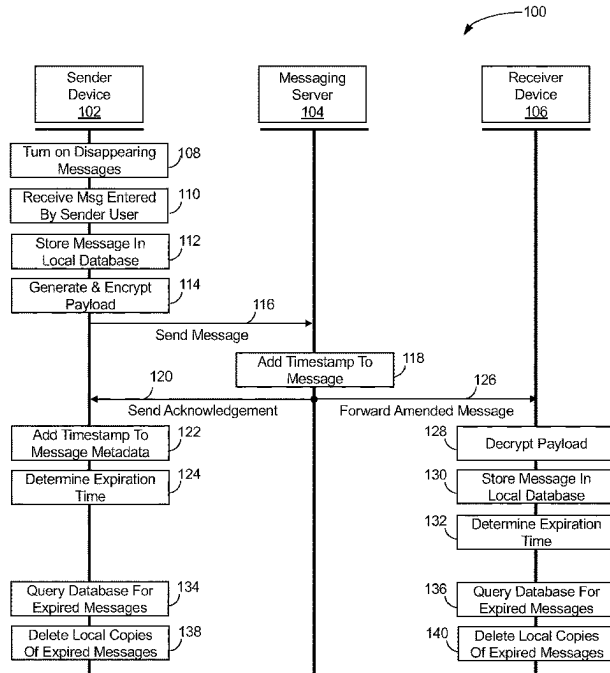 100
Sender
Device
102
Messaging
Server
104
Receiver
Device
106
Turn on Disappearing
Messages
108
Receive Msg Entered
By Sender User
110
Store Message In
Local Database
112
Generate & Encrypt
Payload
114
116
Send Message
Add Timestamp To
Message
118
120
Send Acknowledgement
126
Forward Amended Message
Add Timestamp To
Message Metadata
122
Determine Expiration
Time
124
128
Decrypt Payload
130
Store Message In
Local Database
132
Determine Expiration
Time
Query Database For
Expired Messages
134
136
Query Database For
Expired Messages
Delete Local Copies
Of Expired Messages
138
140
Delete Local Copies
Of Expired Messages